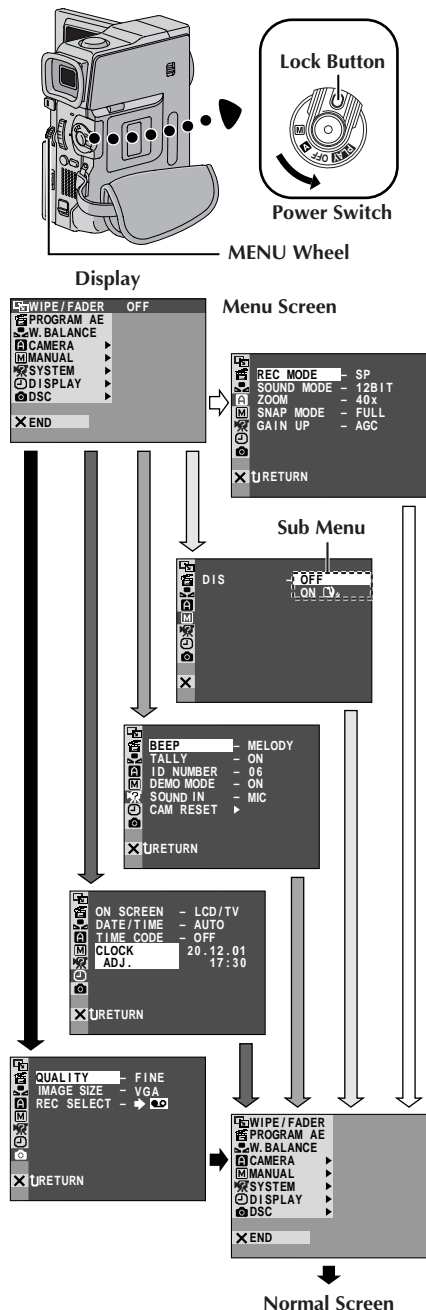 Lock Button
M A OFF PLAY
Power Switch
MENU Wheel
Display
WIPE / FADER OFF
PROGRAM AE
W. BALANCE
A CAMERA
M MANUAL
SYSTEM
DISPLAY
DSC
END
Menu Screen
REC MODE – SP
SOUND MODE – 12BIT
A ZOOM – 40x
M SNAP MODE – FULL
GAIN UP – AGC
RETURN
Sub Menu
DIS – OFF
ON
A
M
BEEP – MELODY
TALLY – ON
A ID NUMBER – 06
M DEMO MODE – ON
SOUND IN – MIC
CAM RESET
RETURN
ON SCREEN – LCD/TV
DATE/TIME – AUTO
A TIME CODE – OFF
M CLOCK 20.12.01
ADJ. 17:30
RETURN
QUALITY – FINE
IMAGE SIZE – VGA
A REC SELECT –
M
RETURN
WIPE / FADER
PROGRAM AE
W. BALANCE
A CAMERA
M MANUAL
SYSTEM
DISPLAY
DSC
END
Normal Screen